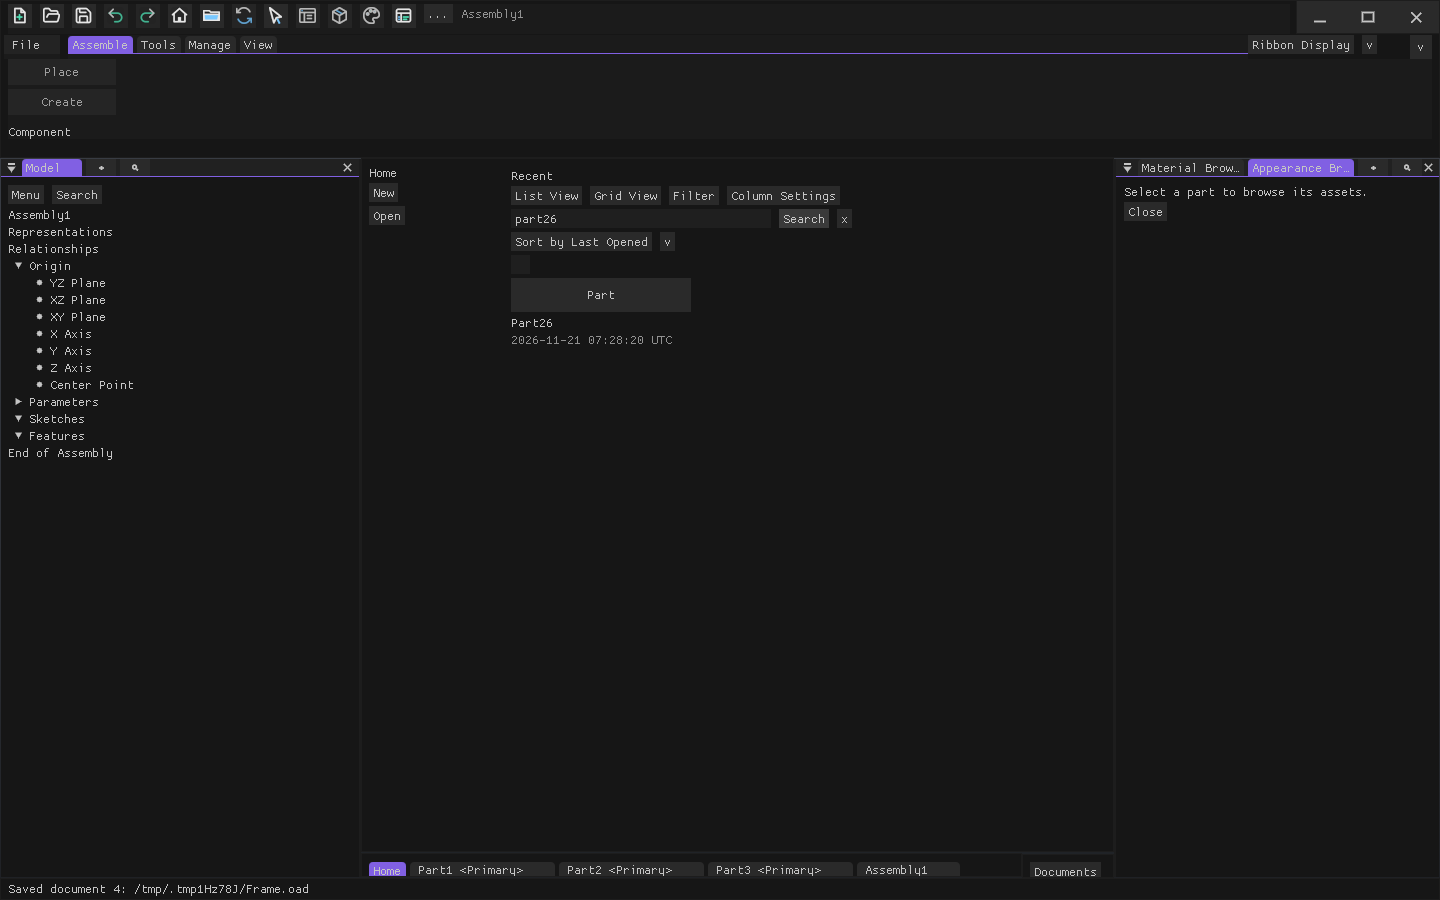 ... Assembly1
File Assemble Tools Manage View Ribbon Display v v
Place
Create
Component
Model
Menu Search
Assembly1
Representations
Relationships
Origin
YZ Plane
XZ Plane
XY Plane
X Axis
Y Axis
Z Axis
Center Point
Parameters
Sketches
Features
End of Assembly
Home
New
Open
Recent
List View Grid View Filter Column Settings
part26 Search x
Sort by Last Opened v
Part
Part26
2026-11-21 07:28:20 UTC
Material Brow… Appearance Br…
Select a part to browse its assets.
Close
Home Part1 <Primary> Part2 <Primary> Part3 <Primary> Assembly1 Documents
Saved document 4: /tmp/.tmp1Hz78J/Frame.oad